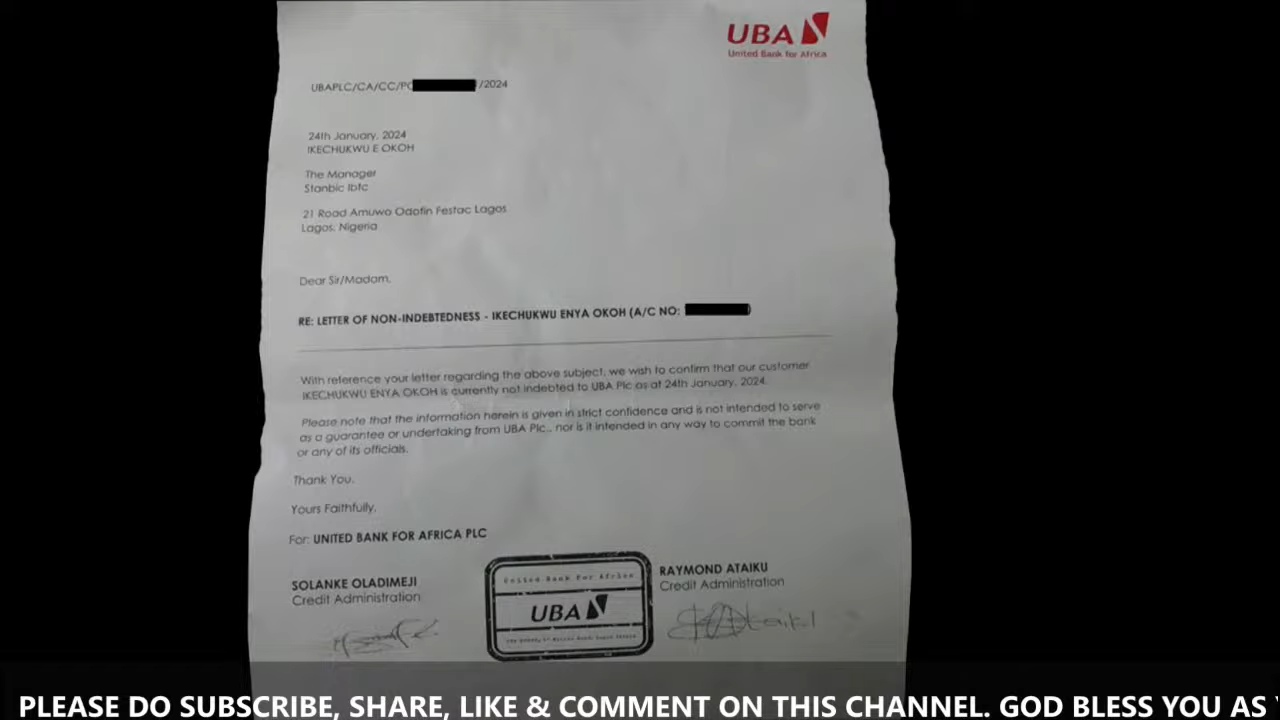 UBA
United Bank for Africa
UBAPLC/CA/CC/PC /2024
24th January, 2024
IKECHUKWU E OKOH
The Manager
Stanbic Ibtc
21 Road Amuwo Odofin Festac Lagos
Lagos, Nigeria
Dear Sir/Madam,
RE: LETTER OF NON-INDEBTEDNESS - IKECHUKWU ENYA OKOH (A/C NO: )
With reference your letter regarding the above subject, we wish to confirm that our customer
IKECHUKWU ENYA OKOH is currently not indebted to UBA Plc as at 24th January, 2024.
Please note that the information herein is given in strict confidence and is not intended to serve
as a guarantee or undertaking from UBA Plc., nor is it intended in any way to commit the bank
or any of its officials.
Thank You.
Yours Faithfully,
For: UNITED BANK FOR AFRICA PLC
SOLANKE OLADIMEJI
Credit Administration
United Bank For Africa
UBA
RAYMOND ATAIKU
Credit Administration
PLEASE DO SUBSCRIBE, SHARE, LIKE & COMMENT ON THIS CHANNEL. GOD BLESS YOU AS